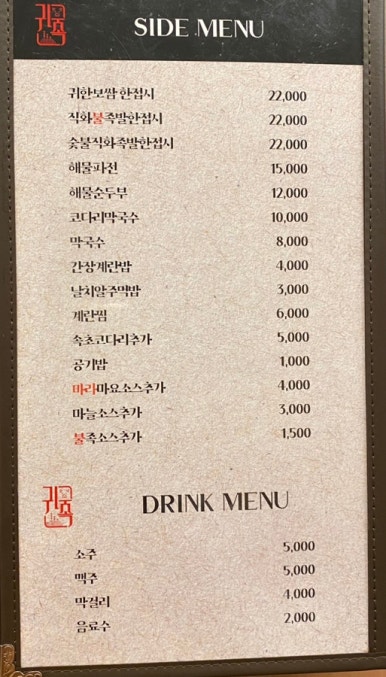 귀족
SIDE MENU
귀한보쌈 한접시 22,000
직화불족발한접시 22,000
숯불직화족발한접시 22,000
해물파전 15,000
해물순두부 12,000
코다리막국수 10,000
막국수 8,000
간장계란밥 4,000
날치알주먹밥 3,000
계란찜 6,000
속초코다리추가 5,000
공기밥 1,000
바라마요소스추가 4,000
마늘소스추가 3,000
불족소스추가 1,500
귀족
DRINK MENU
소주 5,000
맥주 5,000
막걸리 4,000
음료수 2,000